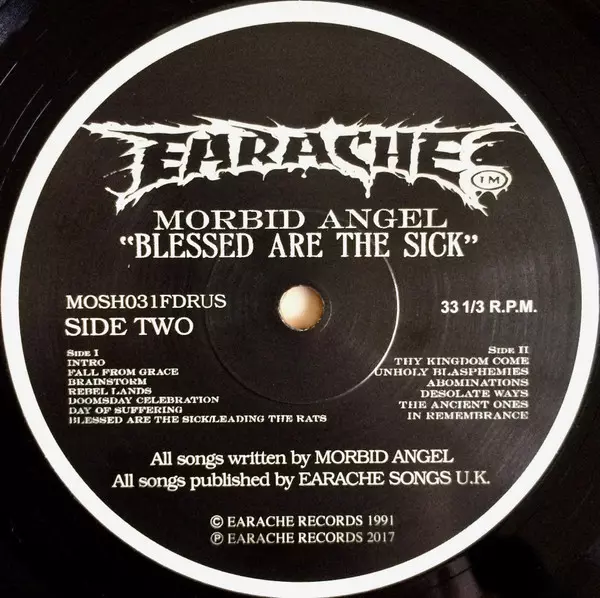 EARACHE
TM
MORBID ANGEL
“BLESSED ARE THE SICK”
MOSH031FDRUS
SIDE TWO
33 1/3 R.P.M.
SIDE I
INTRO
FALL FROM GRACE
BRAINSTORM
REBEL LANDS
DOOMSDAY CELEBRATION
DAY OF SUFFERING
BLESSED ARE THE SICK/LEADING THE RATS
SIDE II
THY KINGDOM COME
UNHOLY BLASPHEMIES
ABOMINATIONS
DESOLATE WAYS
THE ANCIENT ONES
IN REMEMBRANCE
All songs written by MORBID ANGEL
All songs published by EARACHE SONGS U.K.
© EARACHE RECORDS 1991
℗ EARACHE RECORDS 2017